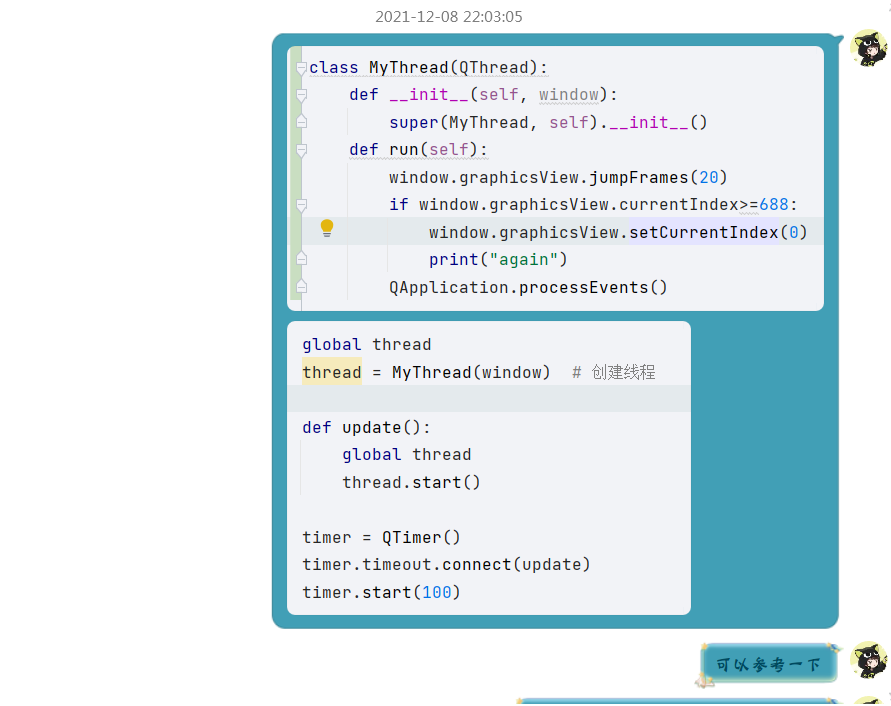 2021-12-08 22:03:05
class MyThread(QThread):
    def __init__(self, window):
        super(MyThread, self).__init__()
    def run(self):
        window.graphicsView.jumpFrames(20)
        if window.graphicsView.currentIndex>=688:
            window.graphicsView.setCurrentIndex(0)
            print("again")
        QApplication.processEvents()
global thread
thread = MyThread(window)  # 创建线程
def update():
    global thread
    thread.start()
timer = QTimer()
timer.timeout.connect(update)
timer.start(100)
可以参考一下